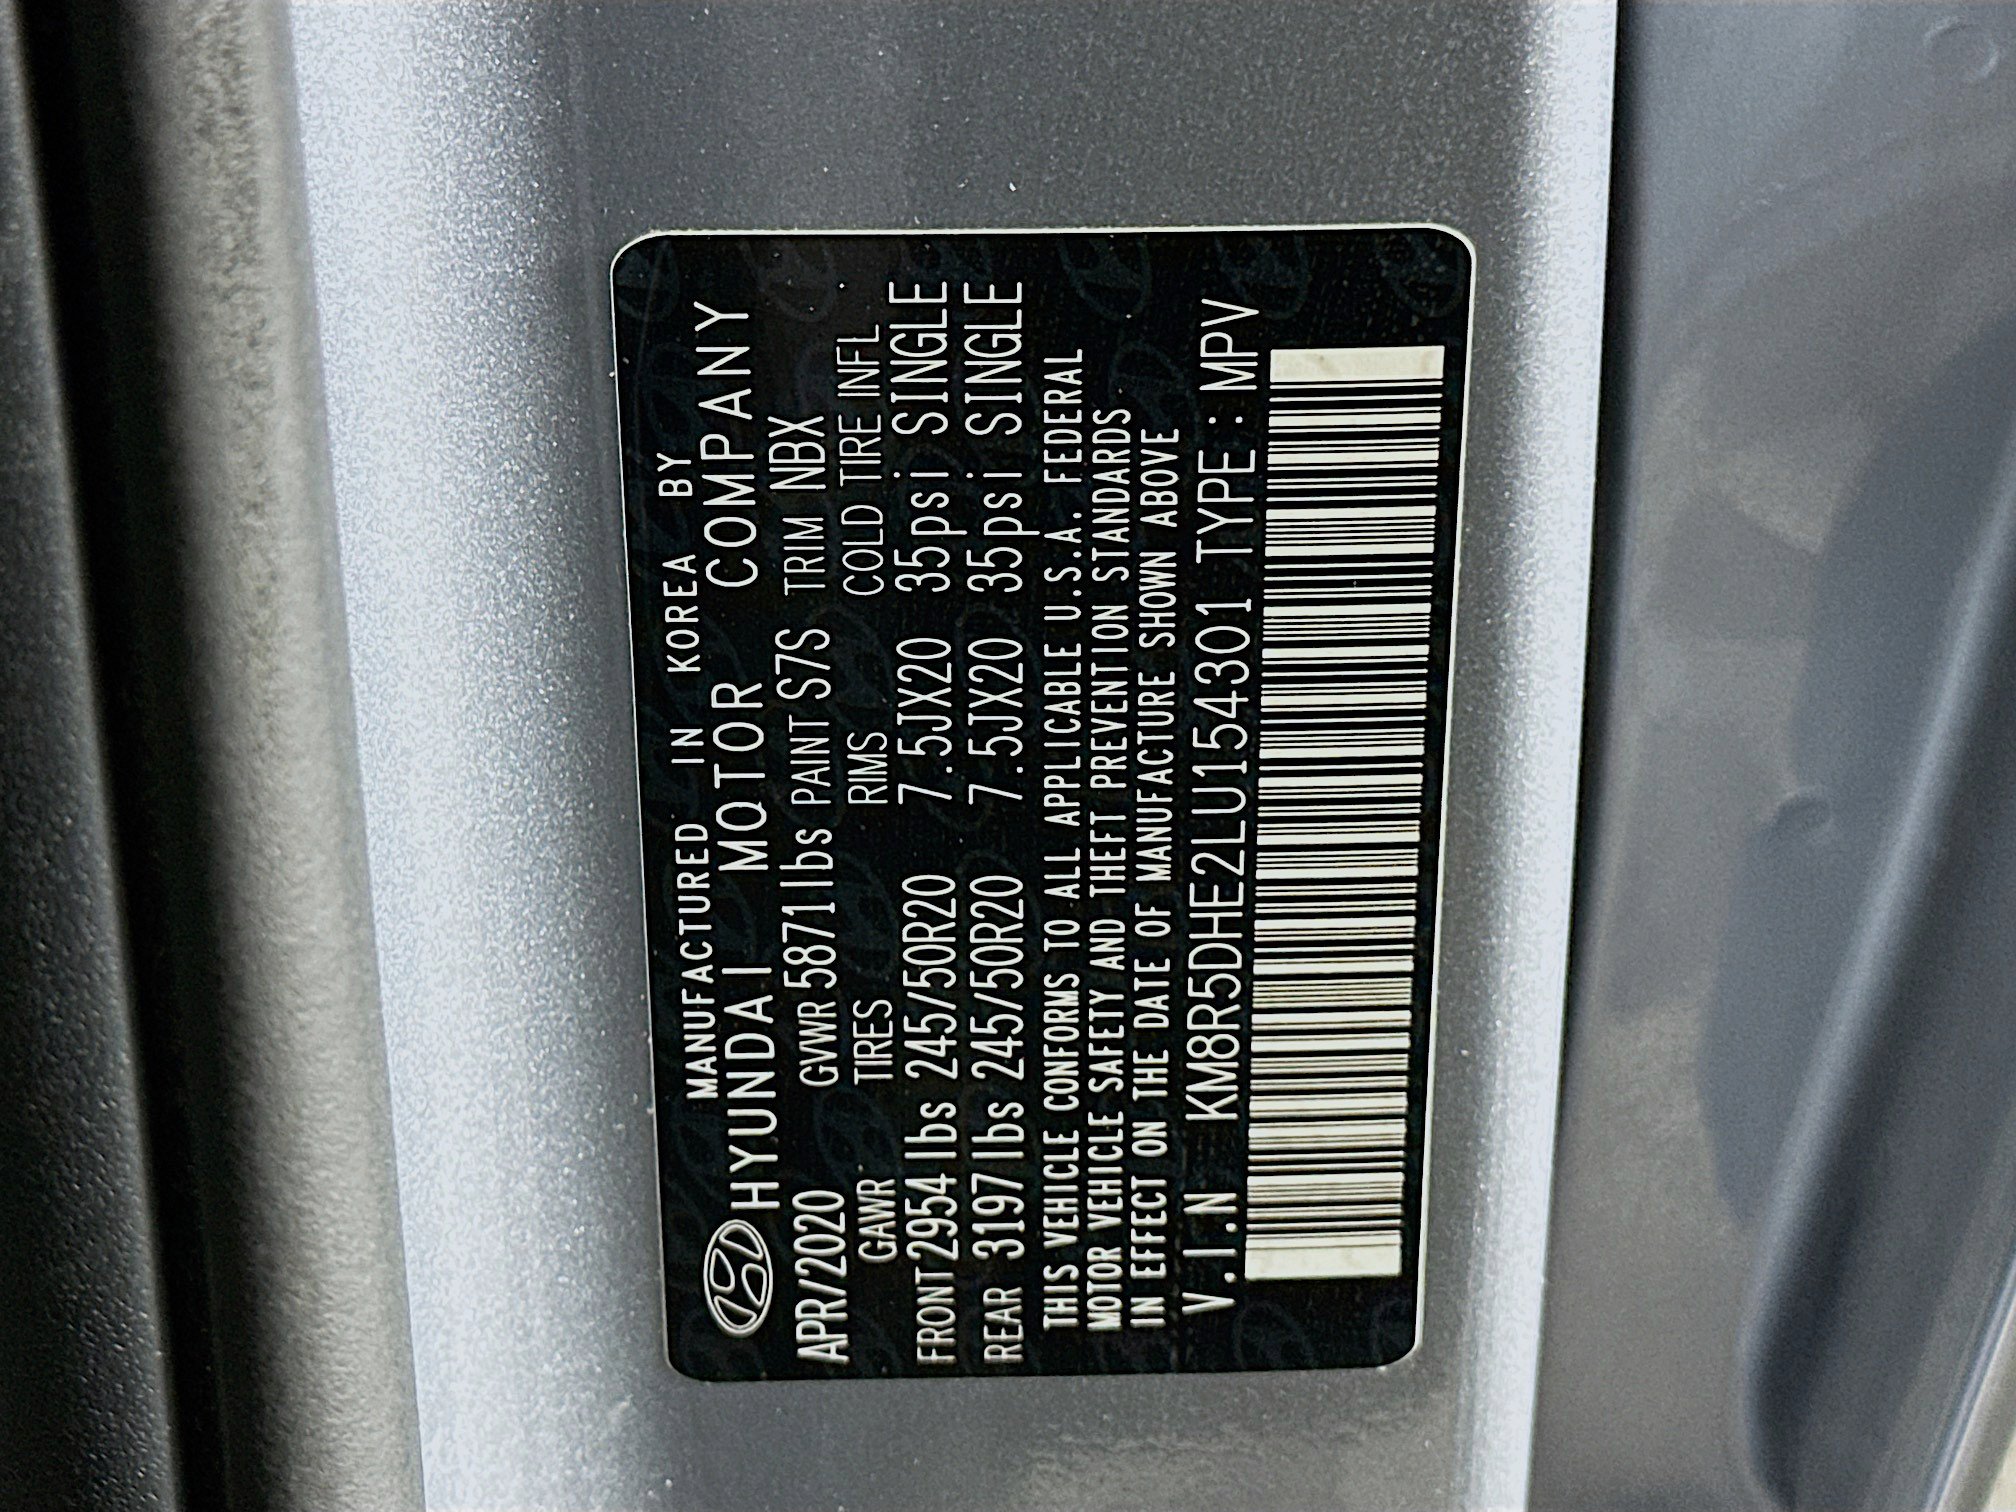 MANUFACTURED IN KOREA BY
HYUNDAI MOTOR COMPANY
APR/2020 GVWR 5871lbs PAINT S7S TRIM NBX
GAWR TIRES RIMS COLD TIRE INFL
FRONT 2954lbs 245/50R20 7.5JX20 35psi SINGLE
REAR 3197lbs 245/50R20 7.5JX20 35psi SINGLE
THIS VEHICLE CONFORMS TO ALL APPLICABLE U.S.A. FEDERAL
MOTOR VEHICLE SAFETY AND THEFT PREVENTION STANDARDS
IN EFFECT ON THE DATE OF MANUFACTURE SHOWN ABOVE
V.I.N KM8R5DHE2LU154301 TYPE: MPV